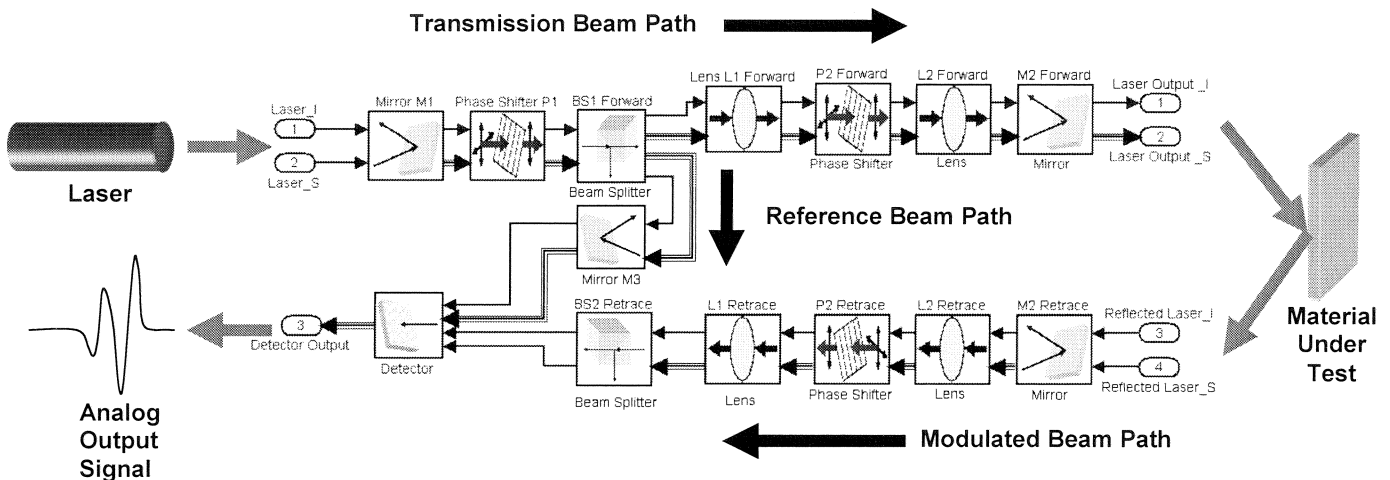 Transmission Beam Path
Laser_I
1
2
Laser_S
Laser
Mirror M1
Phase Shifter P1
BS1 Forward
Beam Splitter
Lens L1 Forward
P2 Forward
Phase Shifter
L2 Forward
Lens
M2 Forward
Mirror
Laser Output _I
1
2
Laser Output _S
Reference Beam Path
Mirror M3
Material
Under
Test
Analog
Output
Signal
3
Detector Output
Detector
BS2 Retrace
Beam Splitter
L1 Retrace
Lens
P2 Retrace
Phase Shifter
L2 Retrace
Lens
M2 Retrace
Mirror
Reflected Laser_I
3
4
Reflected Laser_S
Modulated Beam Path